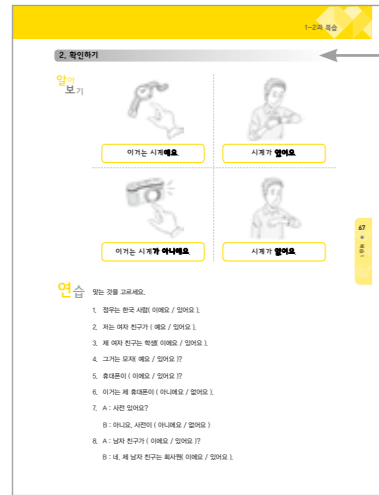 1-2과 복습
2. 확인하기
알아
보기
이거는 시계예요.
시계가 있어요.
이거는 시계가 아니에요.
시계가 없어요.
67
복습1
연습 맞는 것을 고르세요.
1. 정우는 한국 사람( 이에요 / 있어요 ).
2. 저는 여자 친구가 ( 예요 / 있어요 ).
3. 제 여자 친구는 학생( 이에요 / 있어요 ).
4. 그거는 모자( 예요 / 있어요 )?
5. 휴대폰이 ( 이에요 / 있어요 )?
6. 이거는 제 휴대폰이 ( 아니에요 / 없어요 ).
7. A : 사전 있어요?
B : 아니요, 사전이 ( 아니에요 / 없어요 )
8. A : 남자 친구가 ( 이에요 / 있어요 )?
B : 네, 제 남자 친구는 회사원( 이에요 / 있어요 ).